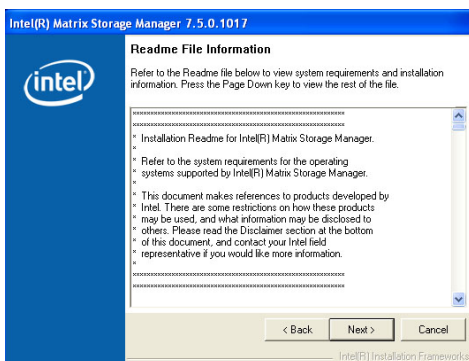 Intel(R) Matrix Storage Manager 7.5.0.1017
intel
Readme File Information
Refer to the Readme file below to view system requirements and installation
information. Press the Page Down key to view the rest of the file.
* Installation Readme for Intel(R) Matrix Storage Manager.
*
* Refer to the system requirements for the operating
* systems supported by Intel(R) Matrix Storage Manager.
*
* This document makes references to products developed by
* Intel. There are some restrictions on how these products
* may be used, and what information may be disclosed to
* others. Please read the Disclaimer section at the bottom
* of this document, and contact your Intel field
* representative if you would like more information.
*
< Back Next > Cancel
Intel(R) Installation Frameworks